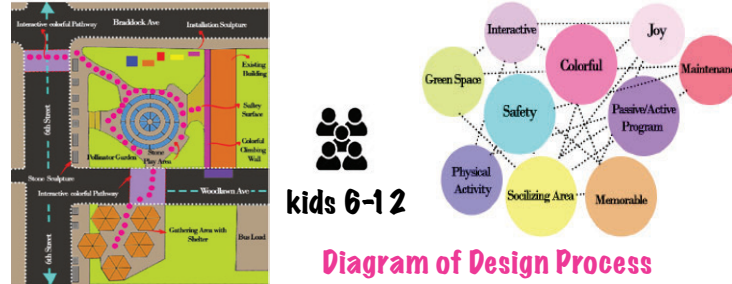 Braddock Ave
Interactive colorful Pathway
Installation Sculpture
Existing
Building
6th Street
6th Street
Safley
Surface
Colorful
Climbing
Wall
Stone
Play Area
Pollinator Garden
Stone Sculpture
Interactive colorful Pathway
Woodlawn Ave
Gathering Area with
Shelter
Bus Load
6th Street
kids 6-12
Interactive
Joy
Colorful
Green Space
Maintenance
Safety
Passive/Active
Program
Physical
Activity
Socilizing Area
Memorable
Diagram of Design Process